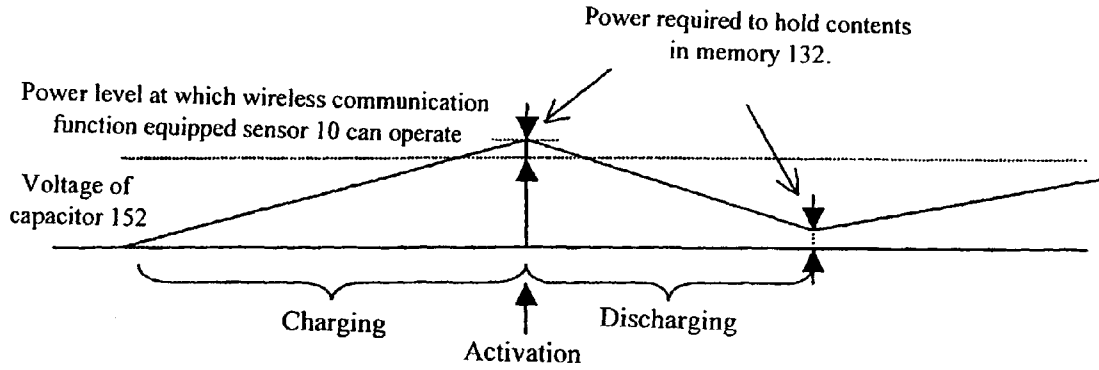 Power required to hold contents
in memory 132.
Power level at which wireless communication
function equipped sensor 10 can operate
Voltage of
capacitor 152
Charging
Discharging
Activation